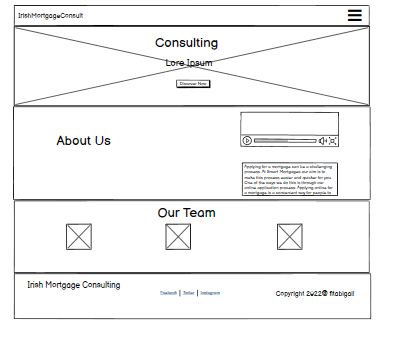 IrishMortgageConsult
Consulting
Lore Ipsum
Discover Now
About Us
Applying for a mortgage can be a challenging
process. At Smart Mortgages our aim is to
make this process easier and quicker for you
One of the ways we do this is through our
online application process. Applying online for
a mortgage is a convenient way for people to
Our Team
Irish Mortgage Consulting
Facebook | Twitter | Instagram
Copyright 2022® fitabigail